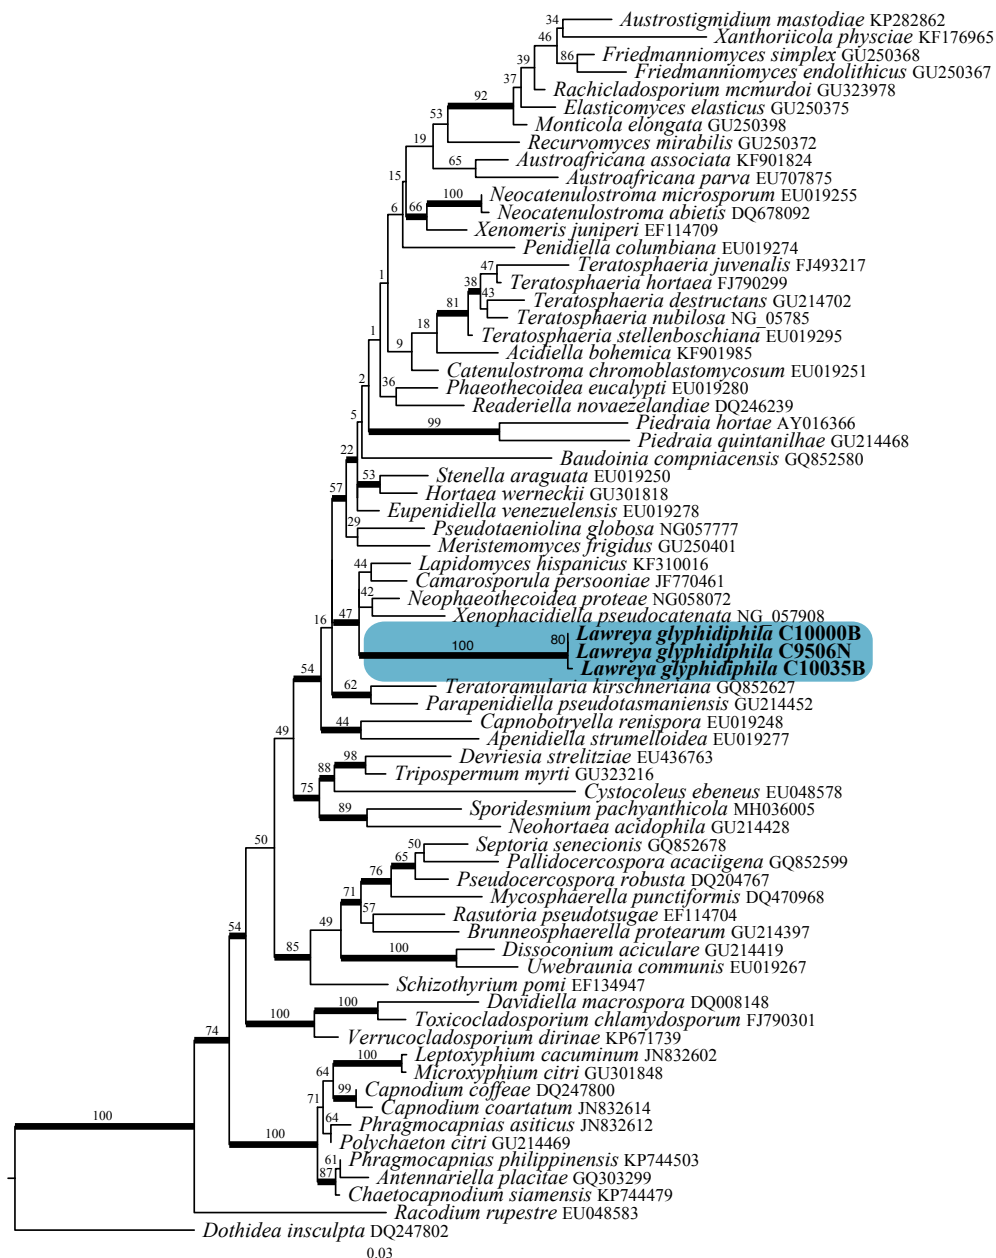 34
Austrostigmidium mastodiae KP282862
46
Xanthoriicola physciae KF176965
86
Friedmanniomyces simplex GU250368
39
Friedmanniomyces endolithicus GU250367
37
Rachicladosporium mcmurdoi GU323978
92
Elasticomyces elasticus GU250375
53
Monticola elongata GU250398
19
Recurvomyces mirabilis GU250372
65
Austroafricana associata KF901824
15
Austroafricana parva EU707875
100
Neocatenulostroma microsporum EU019255
6
66
Neocatenulostroma abietis DQ678092
Xenomeris juniperi EF114709
Penidiella columbiana EU019274
47
Teratosphaeria juvenalis FJ493217
1
38
Teratosphaeria hortaea FJ790299
43
Teratosphaeria destructans GU214702
81
Teratosphaeria nubilosa NG_05785
18
Teratosphaeria stellenboschiana EU019295
1
9
Acidiella bohemica KF901985
Catenulostroma chromoblastomycosum EU019251
2
36
Phaeothecoidea eucalypti EU019280
Readeriella novaezelandiae DQ246239
5
99
Piedraia hortae AY016366
Piedraia quintanilhae GU214468
22
Baudoinia compniacensis GQ852580
53
Stenella araguata EU019250
57
Hortaea werneckii GU301818
Eupenidiella venezuelensis EU019278
29
Pseudotaeniolina globosa NG057777
Meristemomyces frigidus GU250401
44
Lapidomyces hispanicus KF310016
Camarosporula persooniae JF770461
42
Neophaeothecoidea proteae NG058072
16
47
Xenophacidiella pseudocatenata NG_057908
80
Lawreya glyphidiphila C10000B
100
Lawreya glyphidiphila C9506N
Lawreya glyphidiphila C10035B
54
62
Teratoramularia kirschneriana GQ852627
Parapenidiella pseudotasmaniensis GU214452
44
Capnobotryella renispora EU019248
49
Apenidiella strumelloidea EU019277
98
Devriesia strelitziae EU436763
88
Tripospermum myrti GU323216
75
Cystocoleus ebeneus EU048578
89
Sporidesmium pachyanthicola MH036005
Neohortaea acidophila GU214428
50
50
Septoria senecionis GQ852678
65
Pallidocercospora acaciigena GQ852599
76
Pseudocercospora robusta DQ204767
71
Mycosphaerella punctiformis DQ470968
57
Rasutoria pseudotsugae EF114704
49
Brunneosphaerella protearum GU214397
85
100
Dissoconium aciculare GU214419
54
Uwebraunia communis EU019267
Schizothyrium pomi EF134947
100
Davidiella macrospora DQ008148
100
Toxicocladosporium chlamydosporum FJ790301
74
Verrucocladosporium dirinae KP671739
100
Leptoxyphium cacuminum JN832602
64
Microxyphium citri GU301848
99
Capnodium coffeae DQ247800
71
Capnodium coartatum JN832614
100
64
Phragmocapnias asiticus JN832612
100
Polychaeton citri GU214469
61
Phragmocapnias philippinensis KP744503
87
Antennariella placitae GQ303299
Chaetocapnodium siamensis KP744479
Racodium rupestre EU048583
Dothidea insculpta DQ247802
0.03